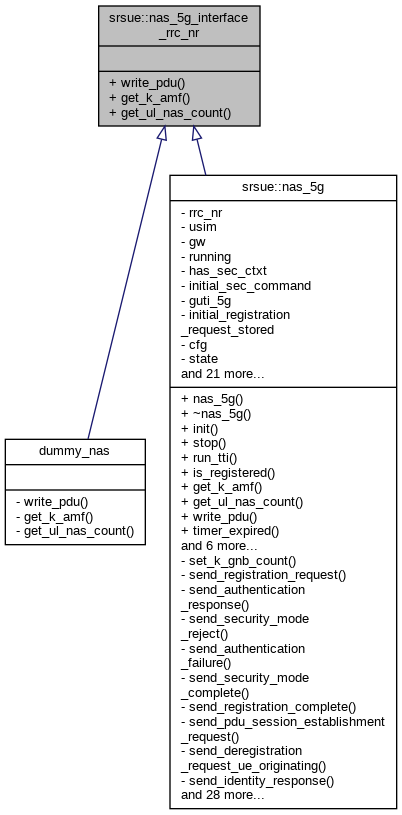 srsue::nas_5g_interface
_rrc_nr
+ write_pdu()
+ get_k_amf()
+ get_ul_nas_count()
srsue::nas_5g
- rrc_nr
- usim
- gw
- running
- has_sec_ctxt
- initial_sec_command
- guti_5g
- initial_registration
_request_stored
- cfg
- state
and 21 more...
+ nas_5g()
+ ~nas_5g()
+ init()
+ stop()
+ run_tti()
+ is_registered()
+ get_k_amf()
+ get_ul_nas_count()
+ write_pdu()
+ timer_expired()
and 6 more...
- set_k_gnb_count()
- send_registration_request()
- send_authentication
_response()
- send_security_mode
_reject()
- send_authentication
_failure()
- send_security_mode
_complete()
- send_registration_complete()
- send_pdu_session_establishment
_request()
- send_deregistration
_request_ue_originating()
- send_identity_response()
and 28 more...
dummy_nas
- write_pdu()
- get_k_amf()
- get_ul_nas_count()